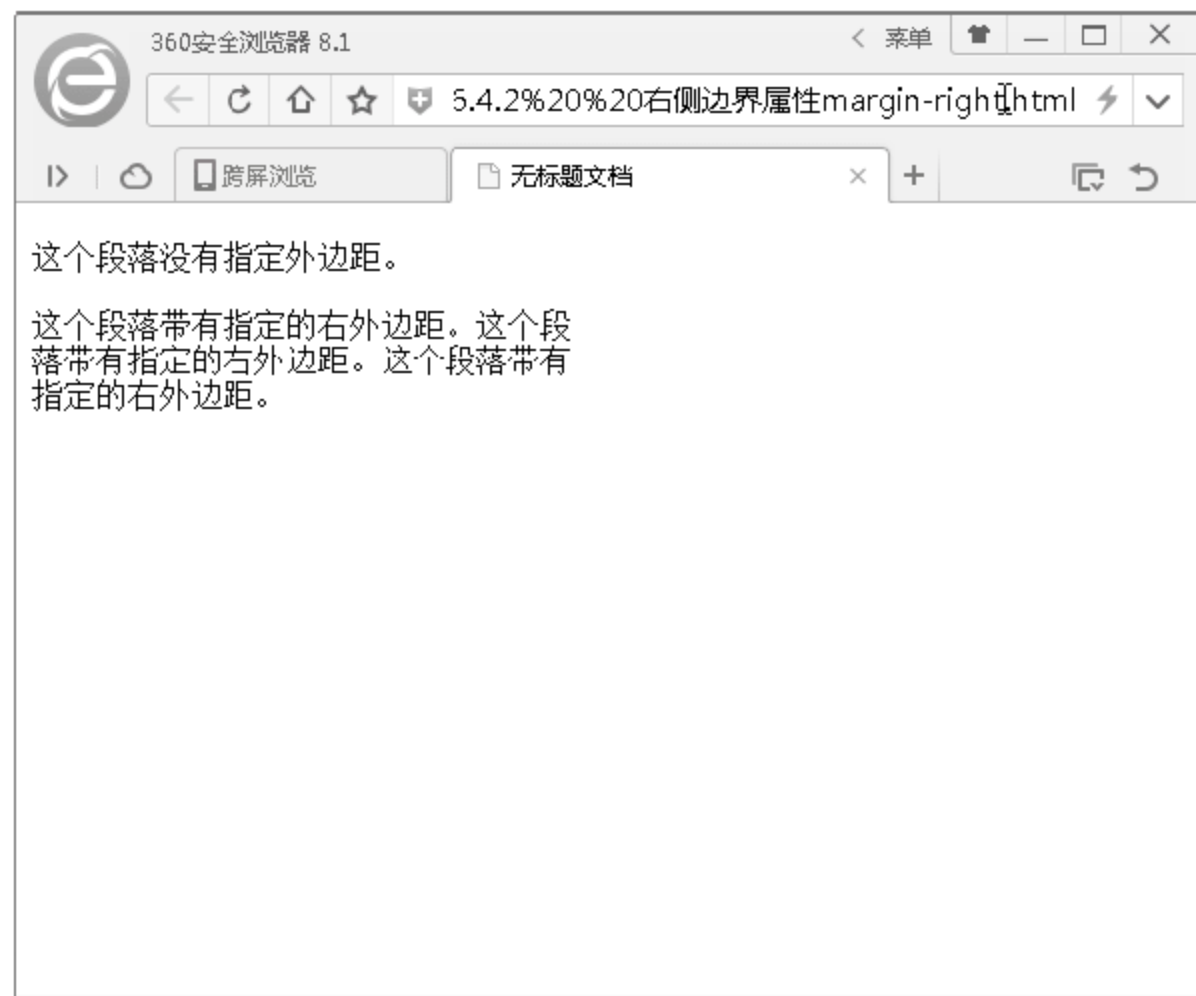 360安全浏览器 8.1
菜单
5.4.2%20%20右侧边界属性margin-right.html
跨屏浏览
无标题文档
这个段落没有指定外边距。
这个段落带有指定的右外边距。这个段
落带有指定的右外边距。这个段落带有
指定的右外边距。